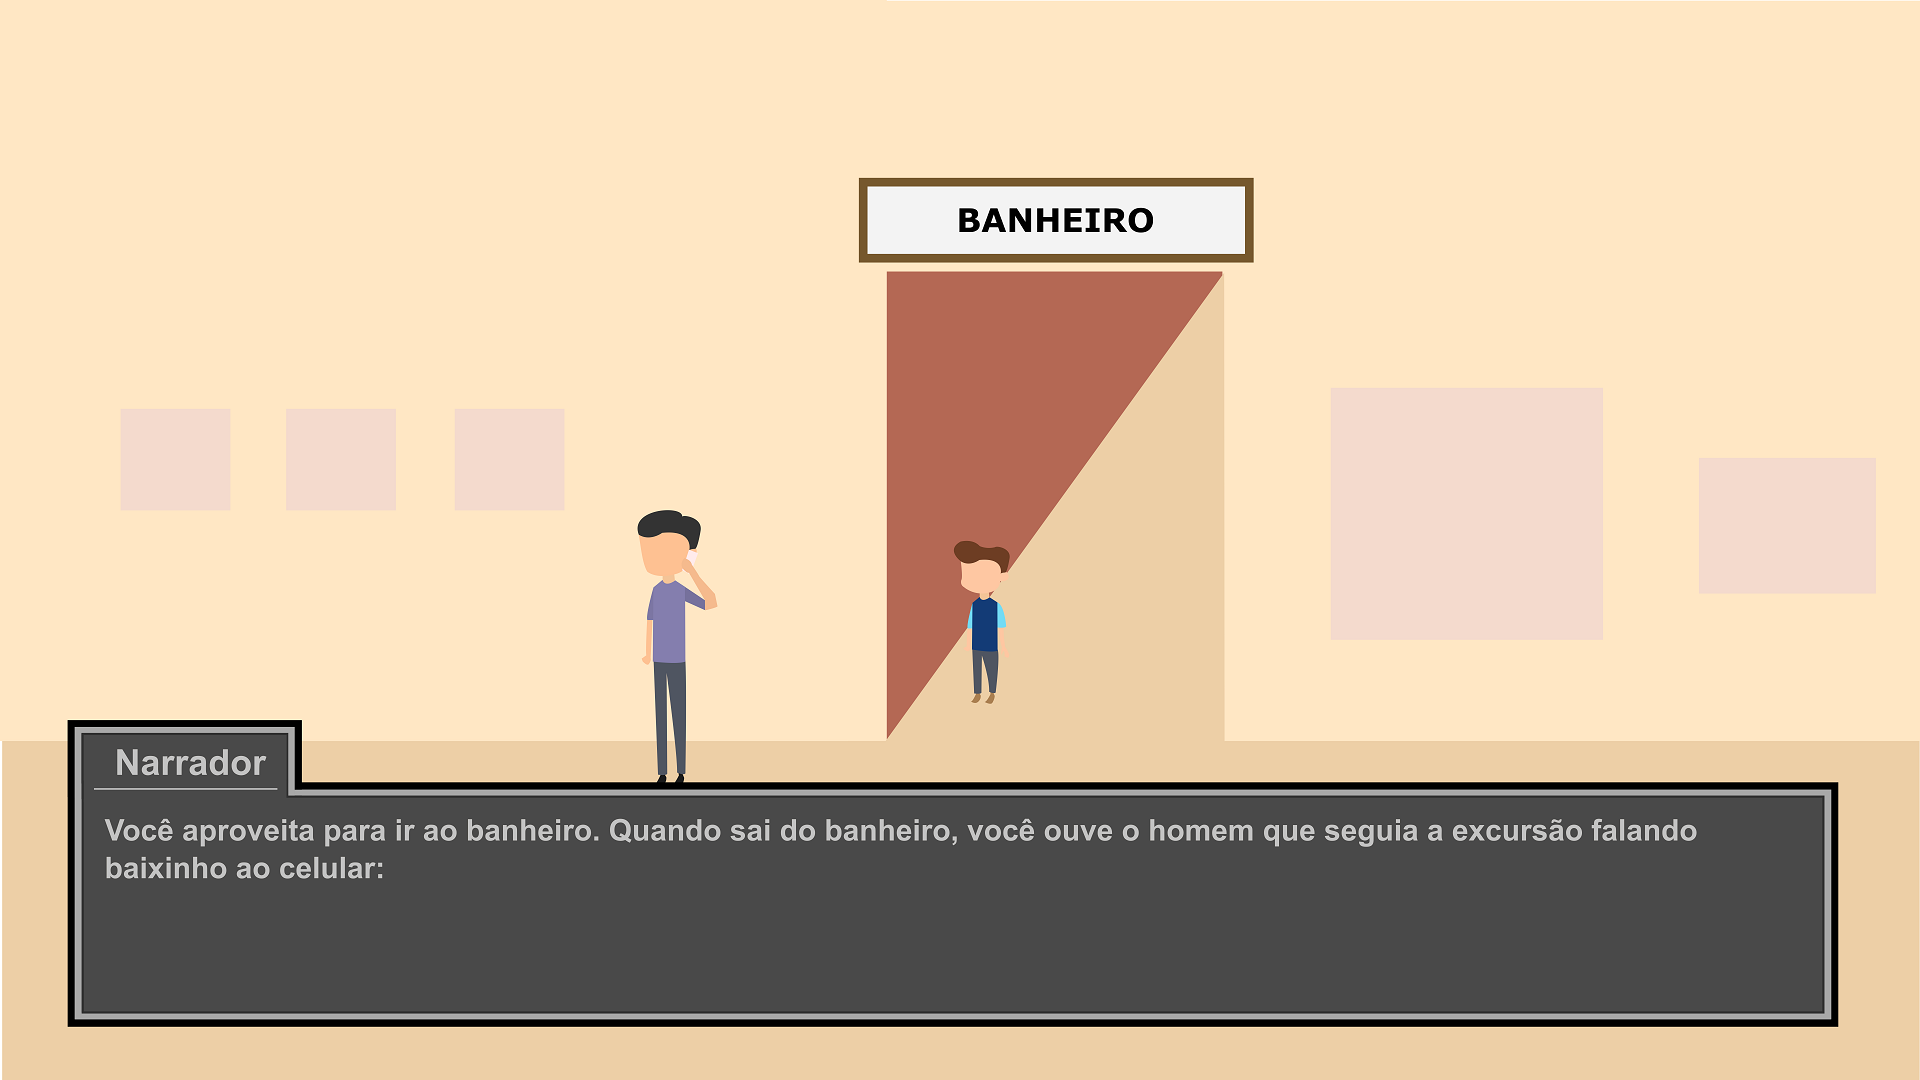 BANHEIRO
Narrador
Você aproveita para ir ao banheiro. Quando sai do banheiro, você ouve o homem que seguia a excursão falando
baixinho ao celular: